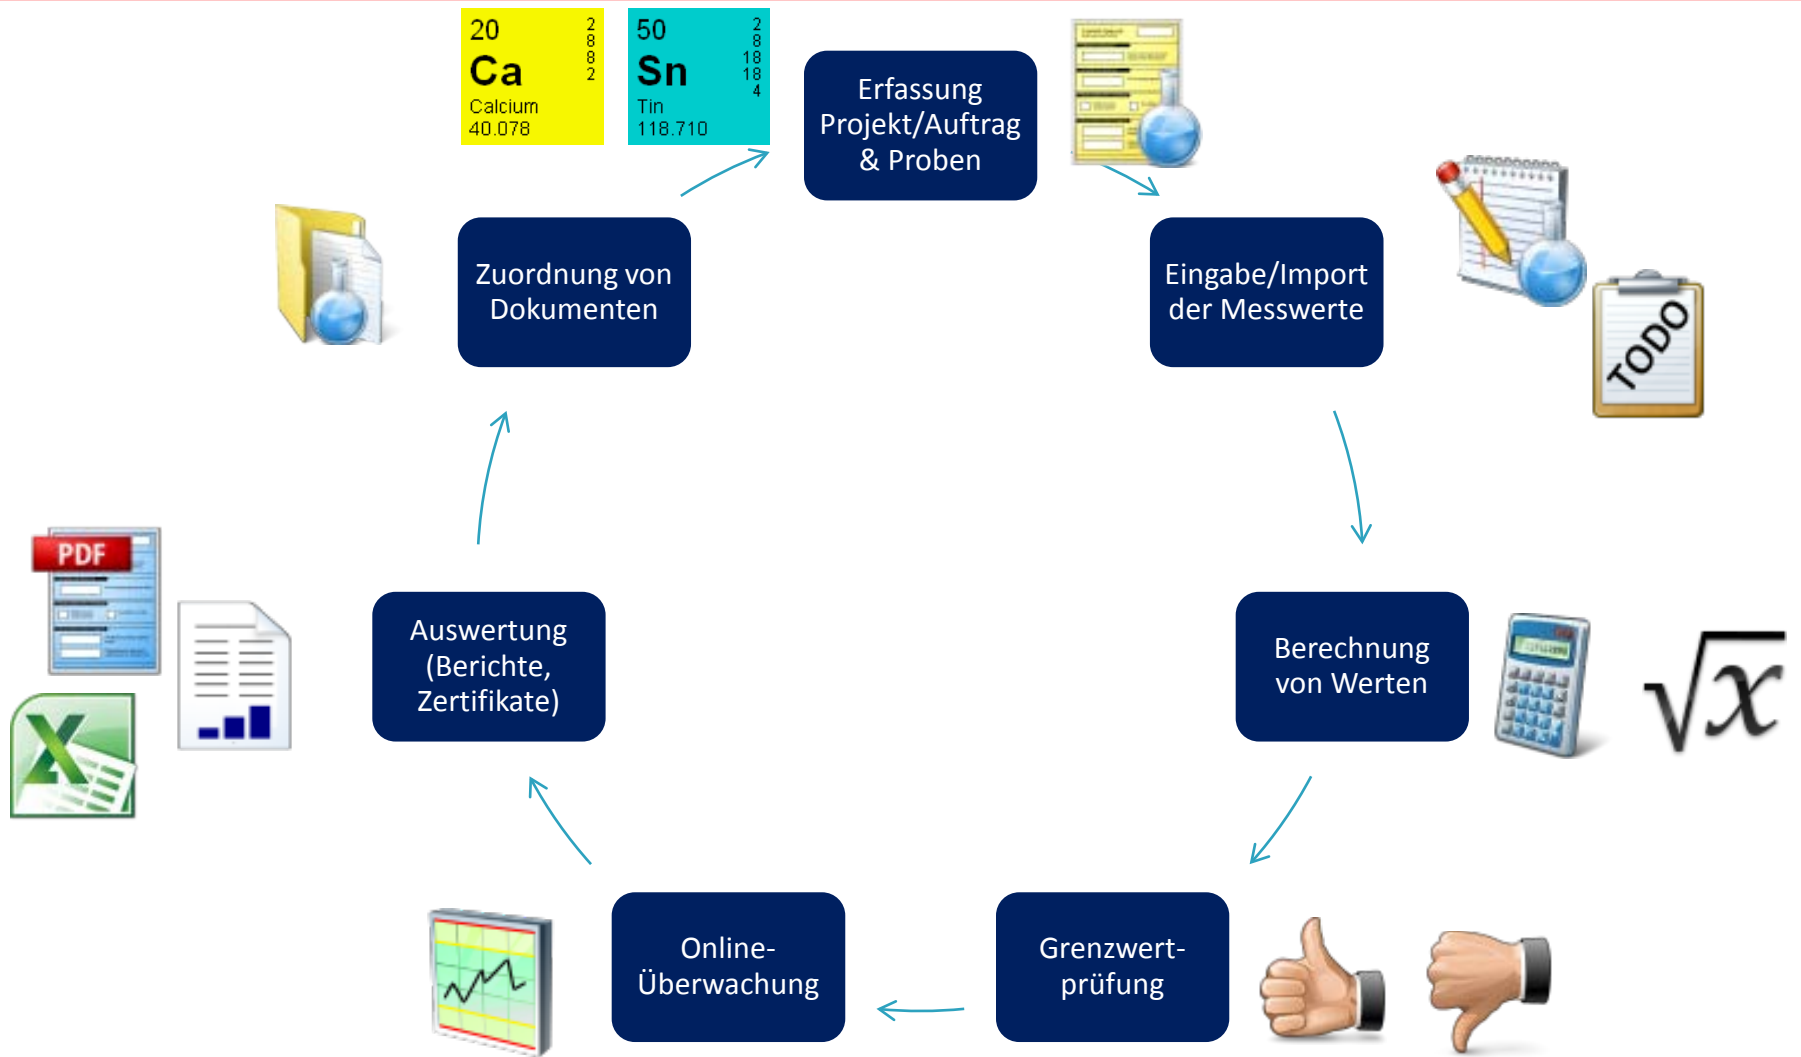 20
2
8
8
2
Ca
Calcium
40.078
50
2
8
18
18
4
Sn
Tin
118.710
Erfassung
Projekt/Auftrag
& Proben
Zuordnung von
Dokumenten
Eingabe/Import
der Messwerte
TODO
PDF
Auswertung
(Berichte,
Zertifikate)
Berechnung
von Werten
√x
X
Online-
Überwachung
Grenzwert-
prüfung